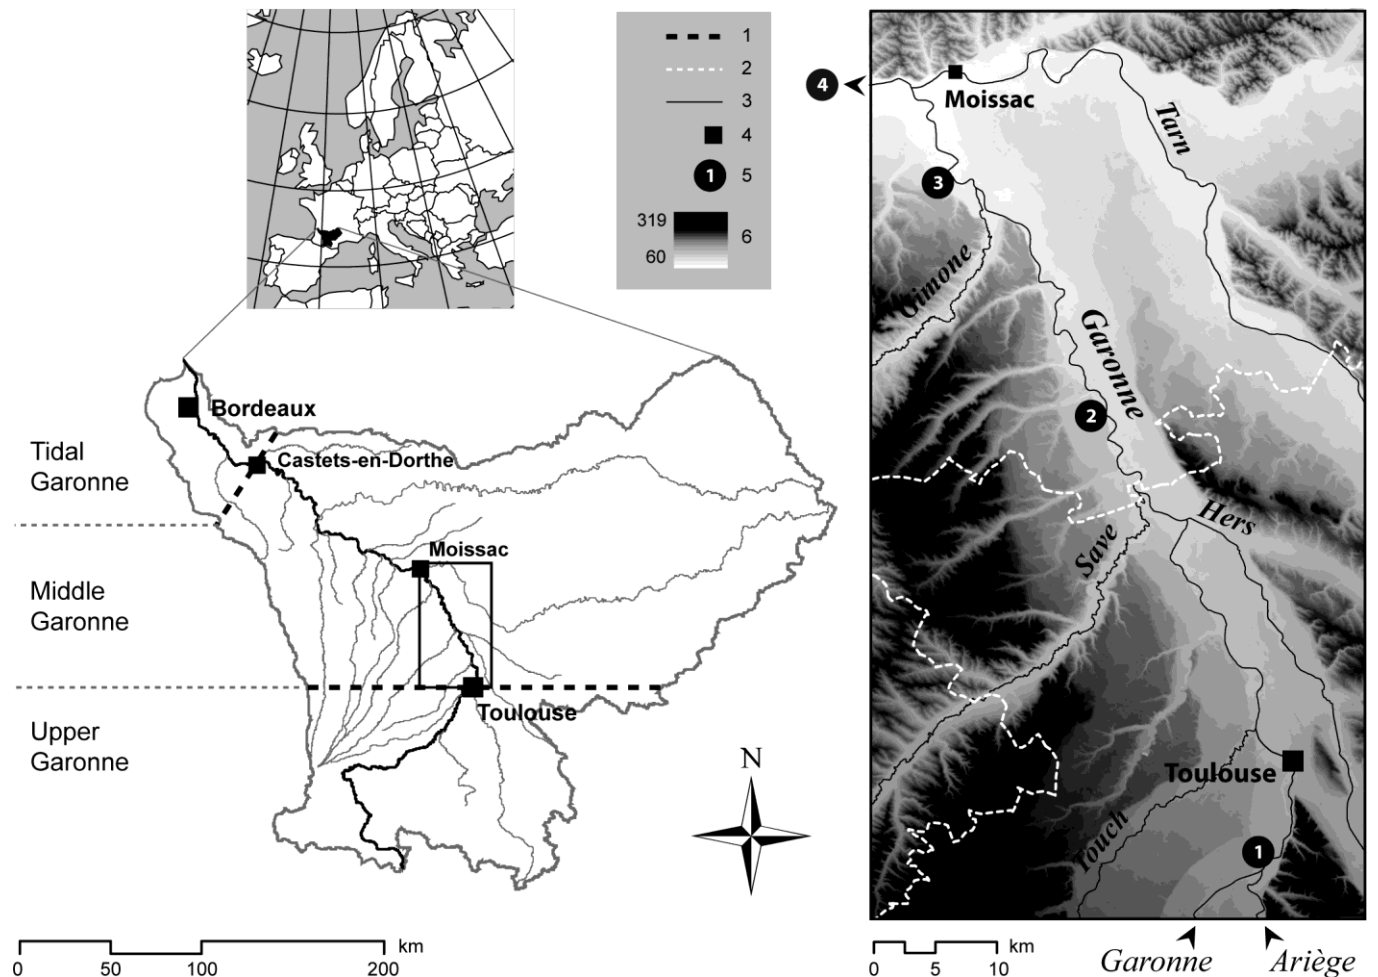 1
2
3
4
1
5
319
60
6
Bordeaux
Castets-en-Dorthe
Moissac
Toulouse
Tidal
Garonne
Middle
Garonne
Upper
Garonne
N
km
0
50
100
200
4
Moissac
Tarn
3
Gimone
Garonne
2
Hers
Save
Toulouse
Touch
1
km
0
5
10
Garonne
Ariège